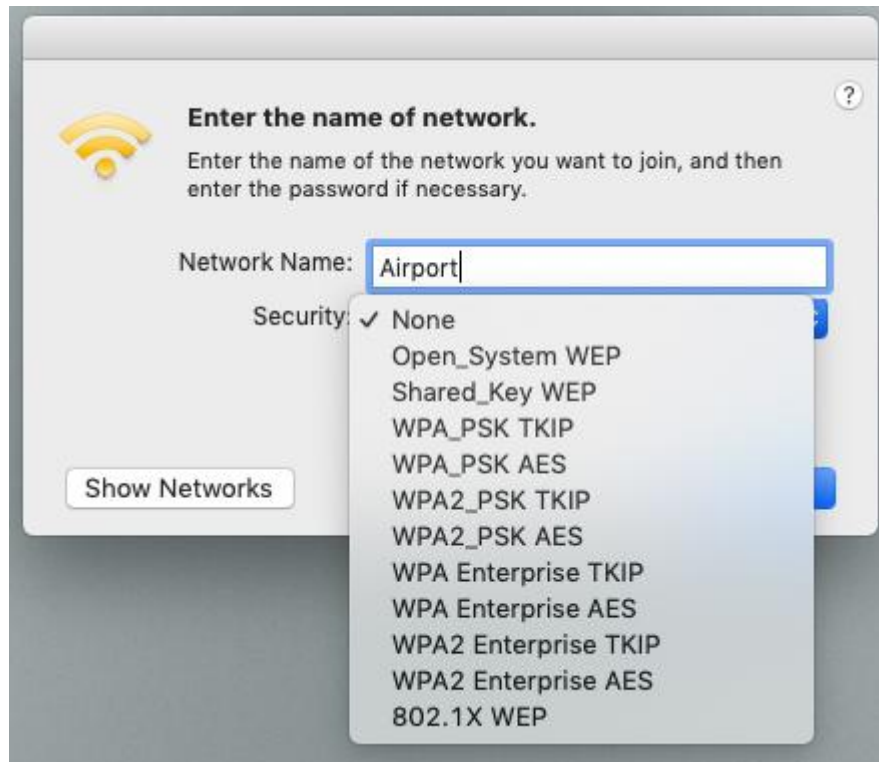 ?
Enter the name of network.
Enter the name of the network you want to join, and then
enter the password if necessary.
Network Name: Airport
Security: ✓ None
Open_System WEP
Shared_Key WEP
WPA_PSK TKIP
WPA_PSK AES
Show Networks
WPA2_PSK TKIP
WPA2_PSK AES
WPA Enterprise TKIP
WPA Enterprise AES
WPA2 Enterprise TKIP
WPA2 Enterprise AES
802.1X WEP